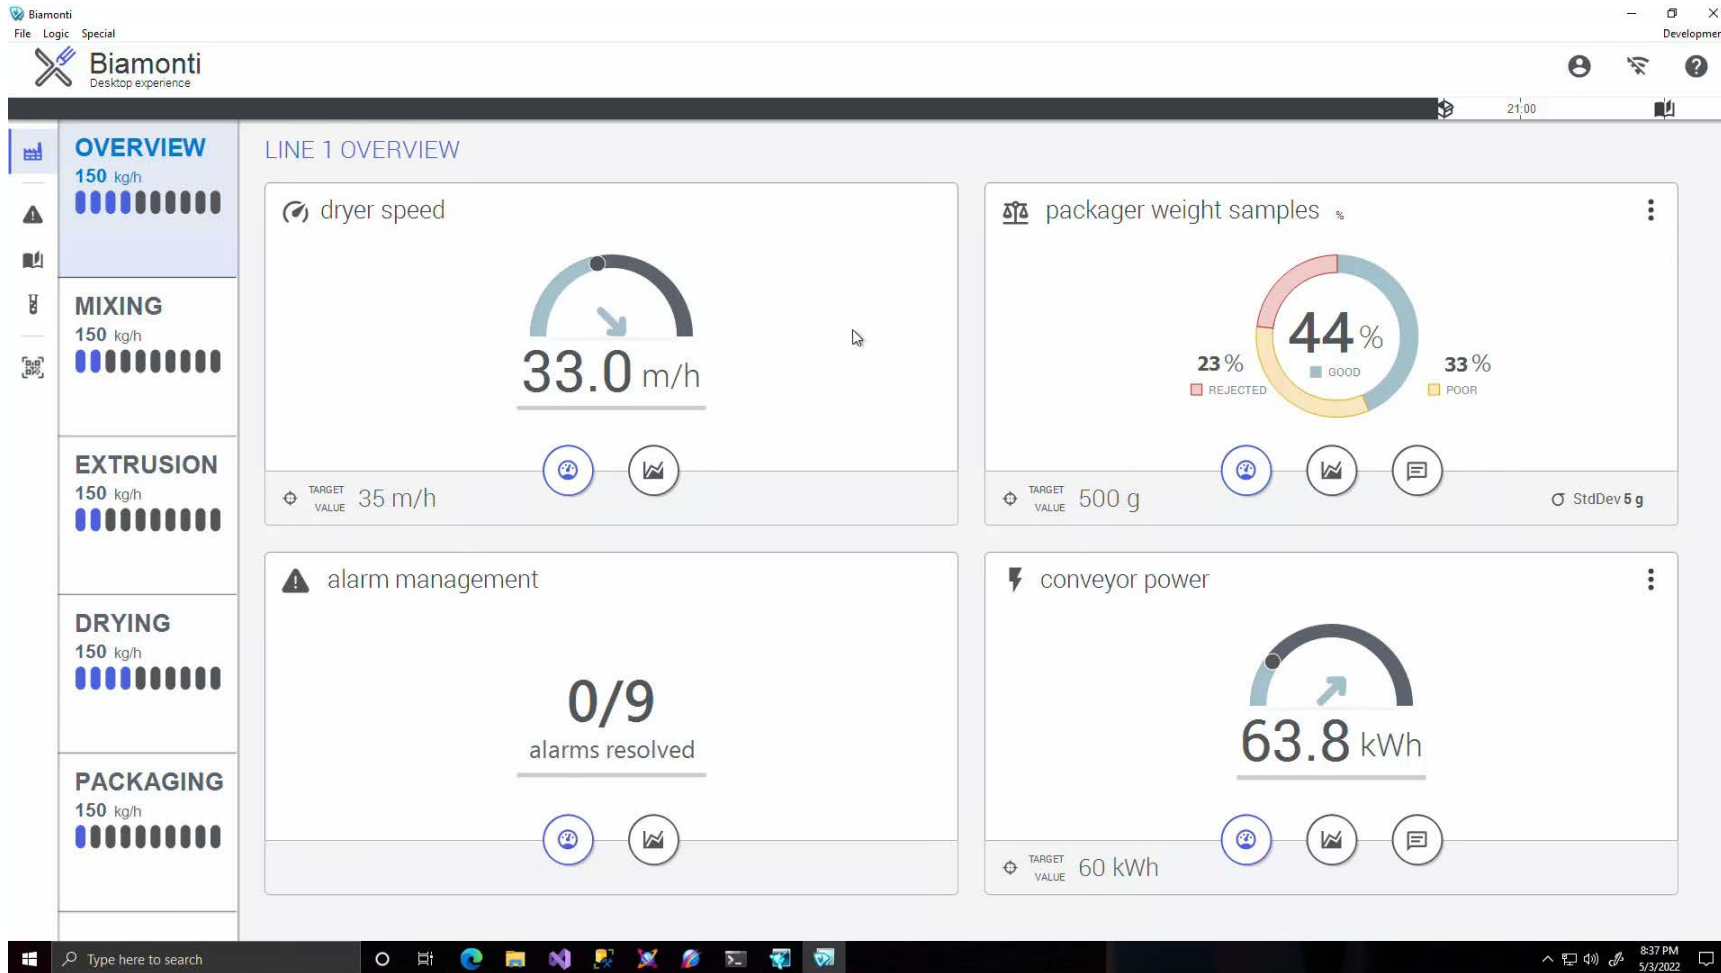 Biamonti
File Logic Special
Developmen
Biamonti
Desktop experience
21:00
OVERVIEW
150 kg/h
MIXING
150 kg/h
EXTRUSION
150 kg/h
DRYING
150 kg/h
PACKAGING
150 kg/h
LINE 1 OVERVIEW
dryer speed
33.0 m/h
TARGET VALUE 35 m/h
packager weight samples %
44 %
GOOD
23 %
REJECTED
33 %
POOR
TARGET VALUE 500 g
σ StdDev 5 g
alarm management
0/9
alarms resolved
conveyor power
63.8 kWh
TARGET VALUE 60 kWh
Type here to search
8:37 PM
5/3/2022